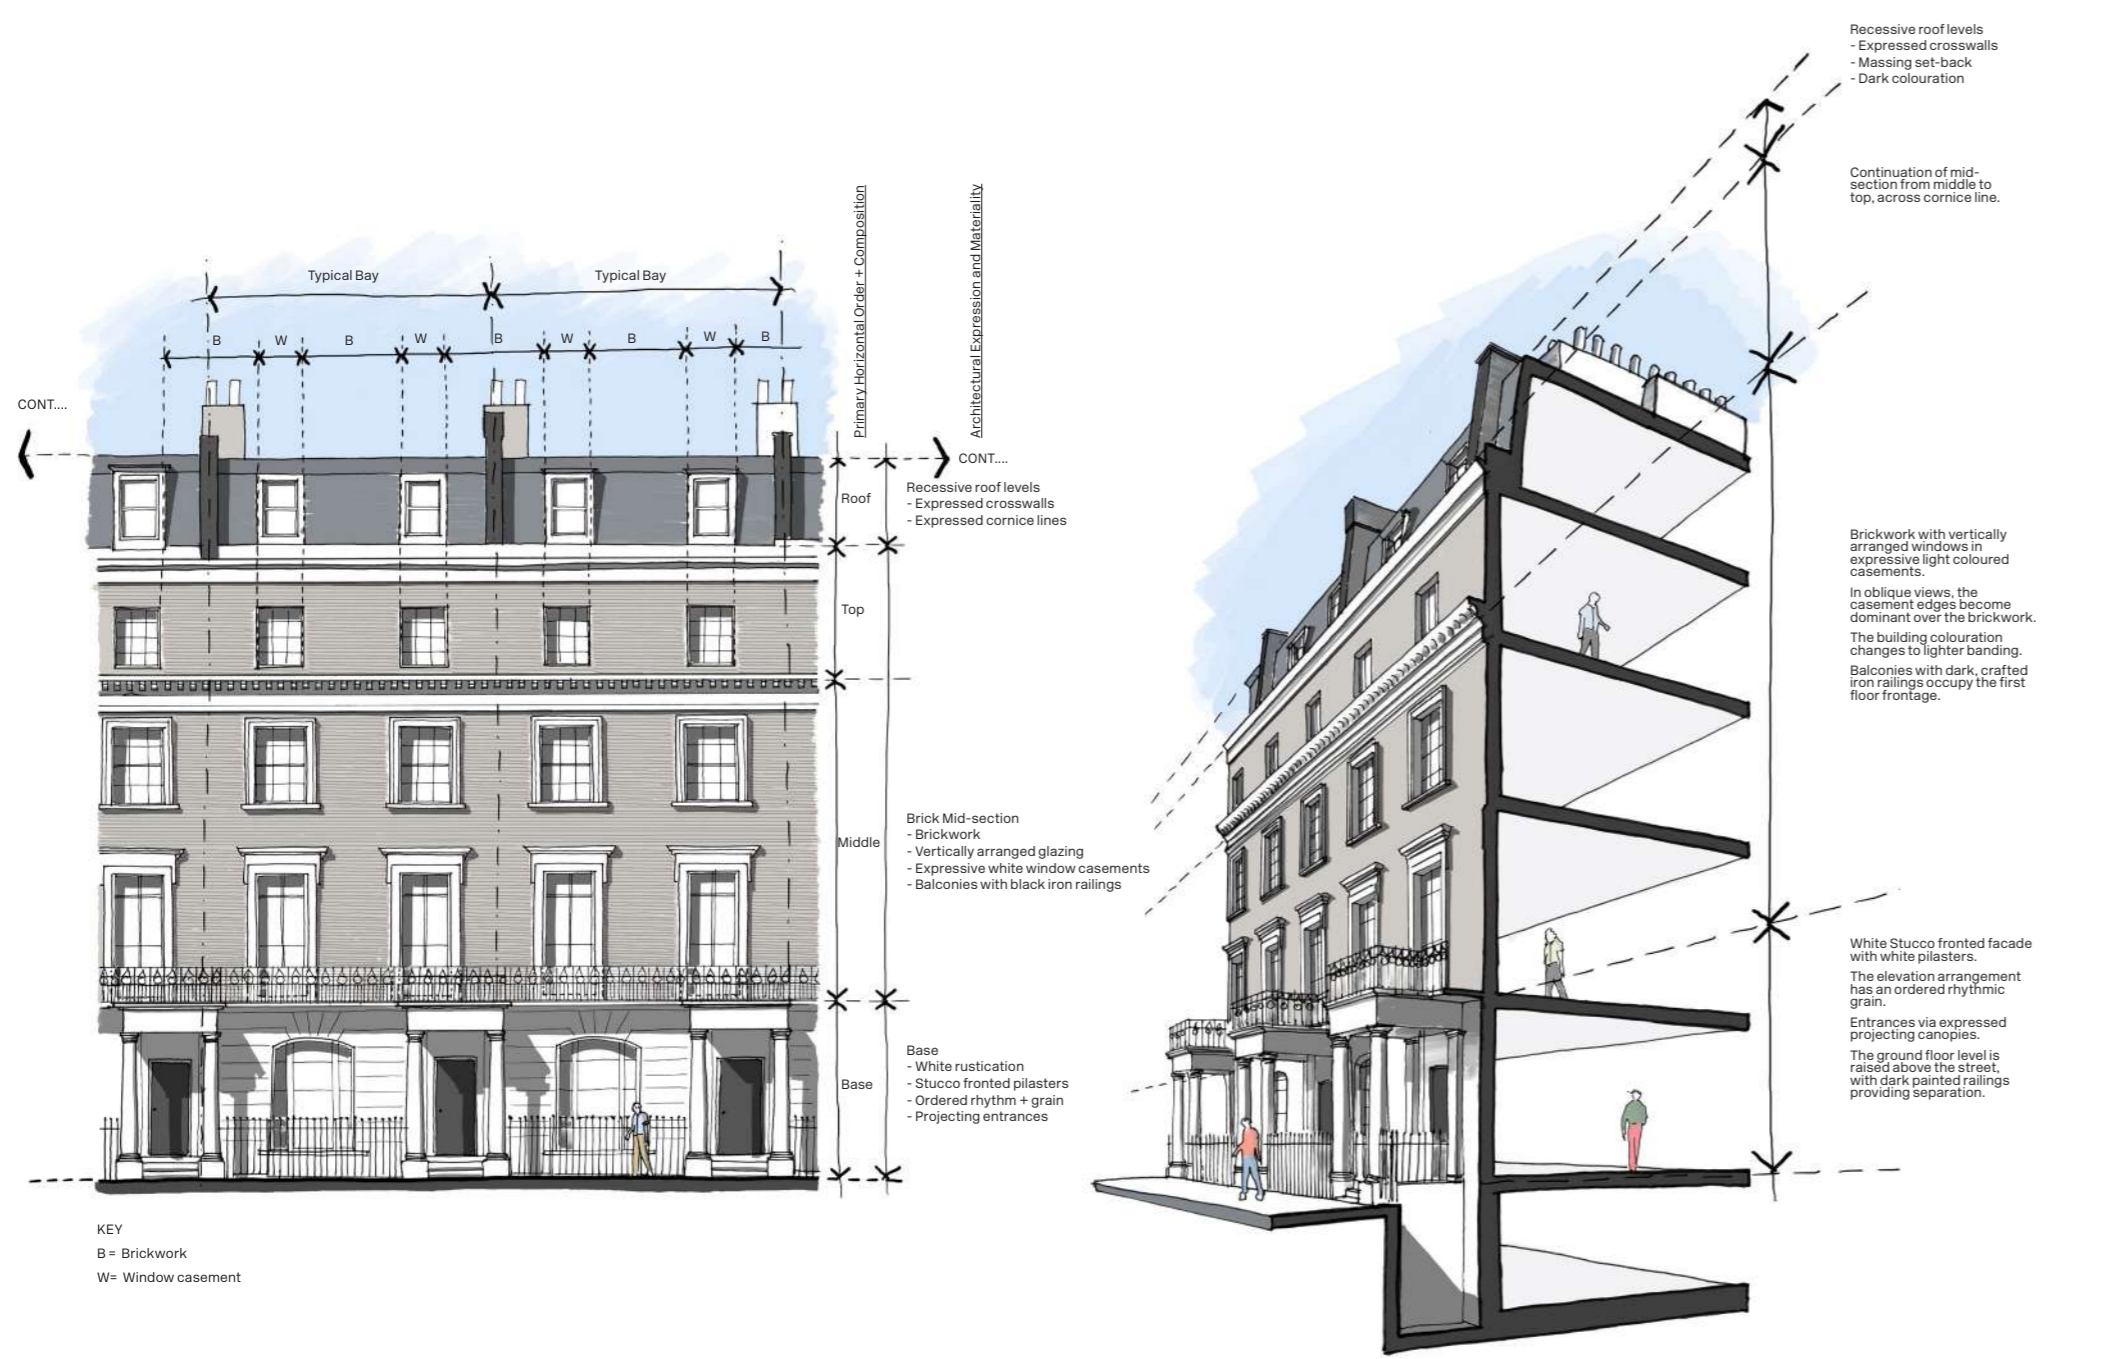 Typical Bay
Typical Bay
B
W
B
W
B
W
B
W
B
CONT....
CONT....
Primary Horizontal Order + Composition
Architectural Expression and Materiality
Roof
Top
Middle
Base
Recessive roof levels
- Expressed crosswalls
- Expressed cornice lines
Brick Mid-section
- Brickwork
- Vertically arranged glazing
- Expressive white window casements
- Balconies with black iron railings
Base
- White rustication
- Stucco fronted pilasters
- Ordered rhythm + grain
- Projecting entrances
KEY
B = Brickwork
W= Window casement
Recessive roof levels
- Expressed crosswalls
- Massing set-back
- Dark colouration
Continuation of mid-
section from middle to
top, across cornice line.
Brickwork with vertically
arranged windows in
expressive light coloured
casements.
In oblique views, the
casement edges become
dominant over the brickwork.
The building colouration
changes to lighter banding.
Balconies with dark, crafted
iron railings occupy the first
floor frontage.
White Stucco fronted facade
with white pilasters.
The elevation arrangement
has an ordered rhythmic
grain.
Entrances via expressed
projecting canopies.
The ground floor level is
raised above the street,
with dark painted railings
providing separation.